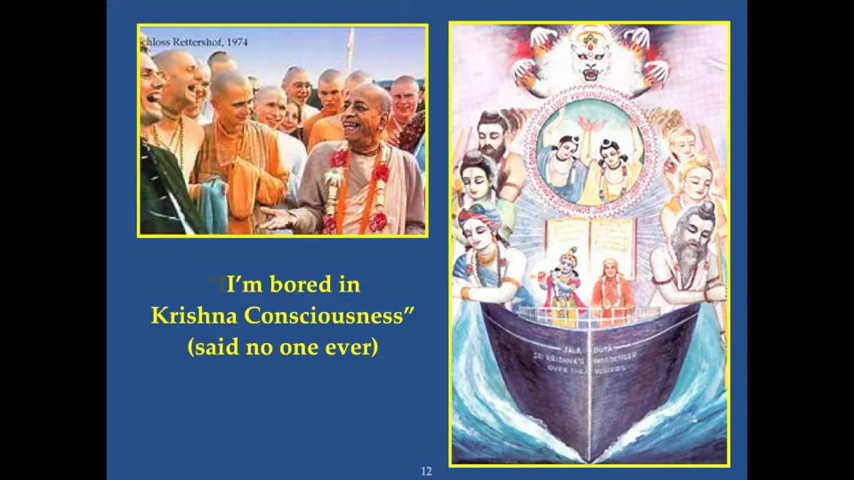 chloss Rettershof, 1974
"I'm bored in
Krishna Consciousness"
(said no one ever)
JALA DUTA
SRI KRISHNA'S MESSENGER
OVER THE WAVES
12